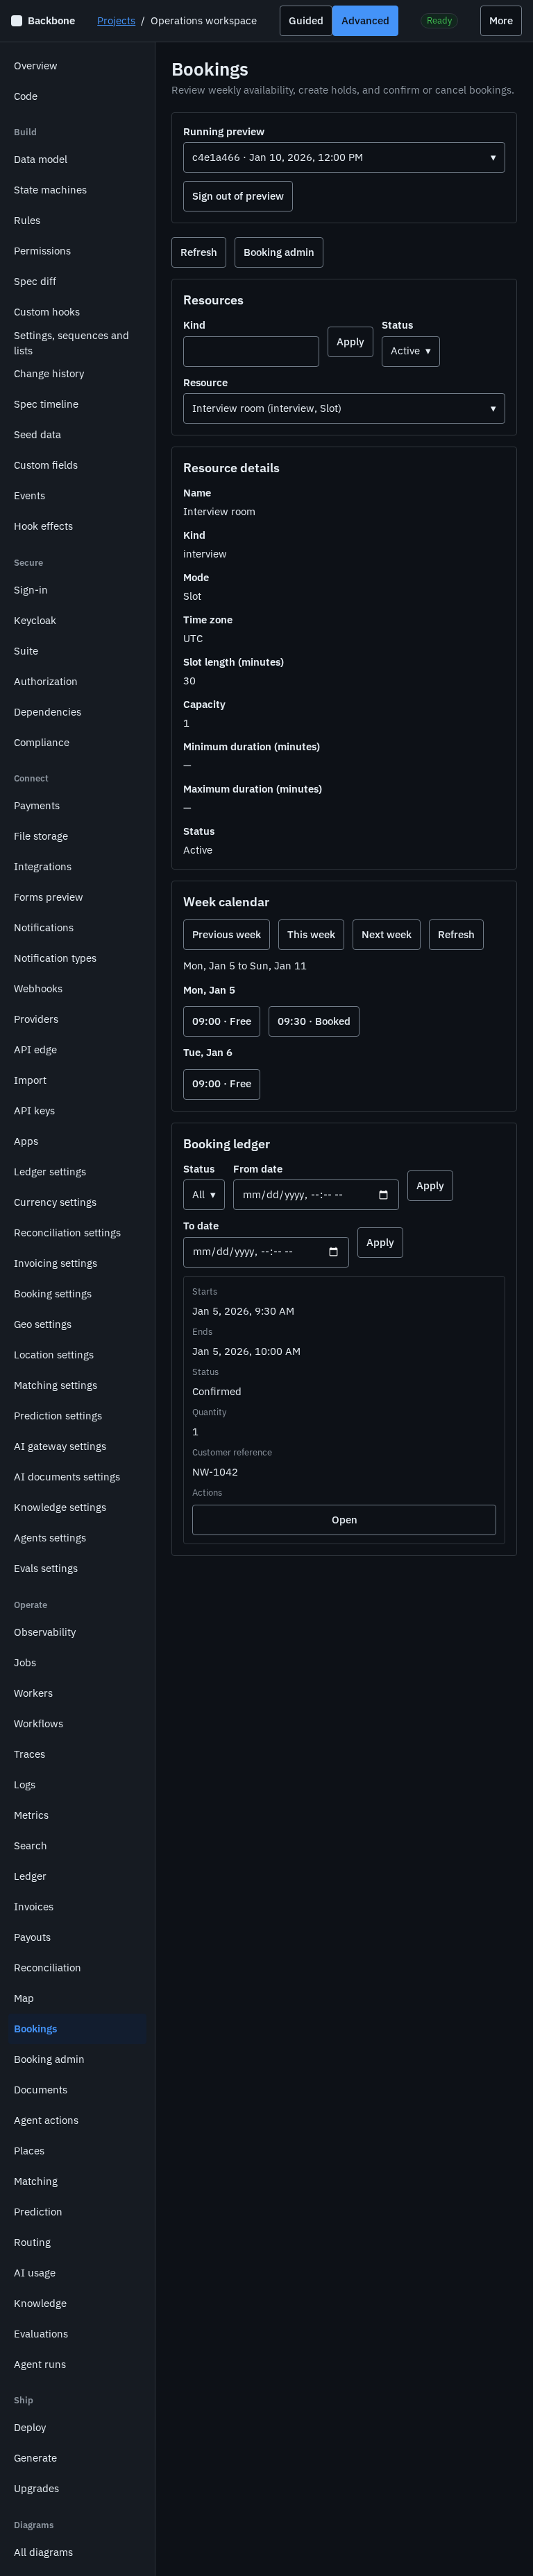 Backbone
Projects / Operations workspace
Guided
Advanced
Ready
More
Overview
Code
Build
Data model
State machines
Rules
Permissions
Spec diff
Custom hooks
Settings, sequences and
lists
Change history
Spec timeline
Seed data
Custom fields
Events
Hook effects
Secure
Sign-in
Keycloak
Suite
Authorization
Dependencies
Compliance
Connect
Payments
File storage
Integrations
Forms preview
Notifications
Notification types
Webhooks
Providers
API edge
Import
API keys
Apps
Ledger settings
Currency settings
Reconciliation settings
Invoicing settings
Booking settings
Geo settings
Location settings
Matching settings
Prediction settings
AI gateway settings
AI documents settings
Knowledge settings
Agents settings
Evals settings
Operate
Observability
Jobs
Workers
Workflows
Traces
Logs
Metrics
Search
Ledger
Invoices
Payouts
Reconciliation
Map
Bookings
Booking admin
Documents
Agent actions
Places
Matching
Prediction
Routing
AI usage
Knowledge
Evaluations
Agent runs
Ship
Deploy
Generate
Upgrades
Diagrams
All diagrams
Bookings
Review weekly availability, create holds, and confirm or cancel bookings.
Running preview
c4e1a466 · Jan 10, 2026, 12:00 PM
Sign out of preview
Refresh
Booking admin
Resources
Kind
Apply
Status
Active
Resource
Interview room (interview, Slot)
Resource details
Name
Interview room
Kind
interview
Mode
Slot
Time zone
UTC
Slot length (minutes)
30
Capacity
1
Minimum duration (minutes)
—
Maximum duration (minutes)
—
Status
Active
Week calendar
Previous week
This week
Next week
Refresh
Mon, Jan 5 to Sun, Jan 11
Mon, Jan 5
09:00 · Free
09:30 · Booked
Tue, Jan 6
09:00 · Free
Booking ledger
Status
All
From date
mm/dd/yyyy, --:-- --
Apply
To date
mm/dd/yyyy, --:-- --
Apply
Starts
Jan 5, 2026, 9:30 AM
Ends
Jan 5, 2026, 10:00 AM
Status
Confirmed
Quantity
1
Customer reference
NW-1042
Actions
Open